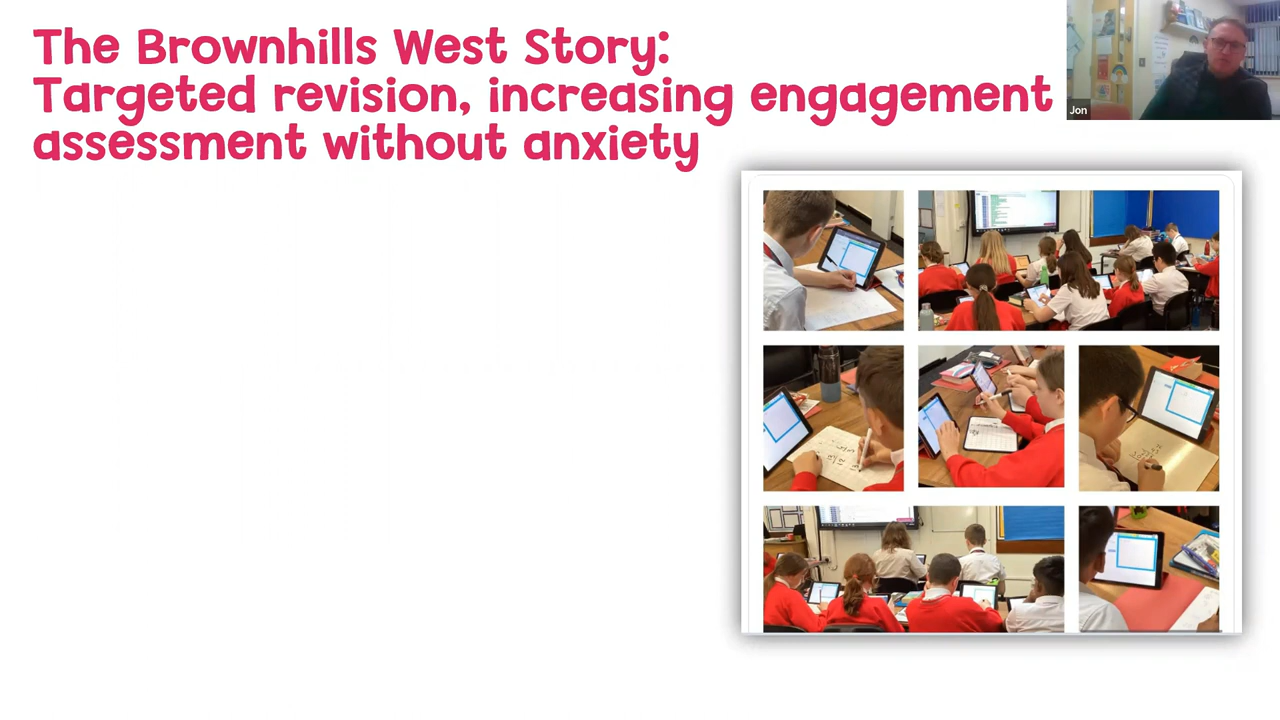 The Brownhills West Story:
Targeted revision, increasing engagement
assessment without anxiety
Jon